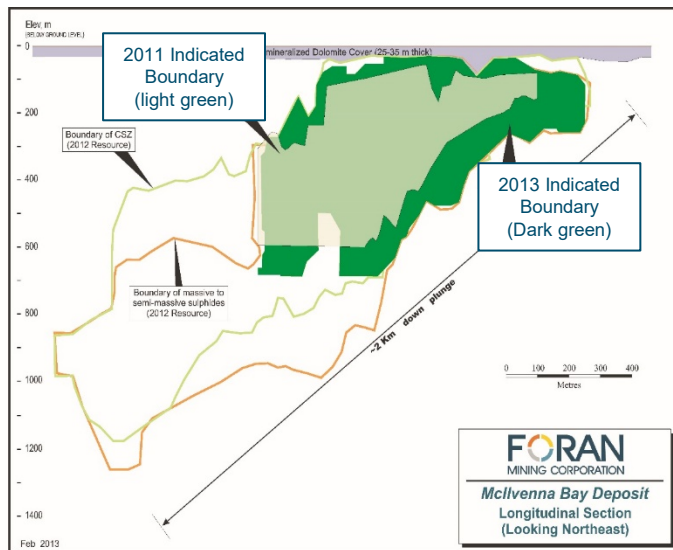 Elev, m
(BELOW GROUND LEVEL)
0
200
400
600
800
1000
1200
1400
mineralized Dolomite Cover (25-35 m thick)
2011 Indicated
Boundary
(light green)
Boundary of CSZ
(2012 Resource)
2013 Indicated
Boundary
(Dark green)
Boundary of massive to
semi-massive sulphides
(2012 Resource)
~2 Km down plunge
0 100 200 300 400
Metres
FORAN
MINING CORPORATION
McIlvenna Bay Deposit
Longitudinal Section
(Looking Northeast)
Feb 2013